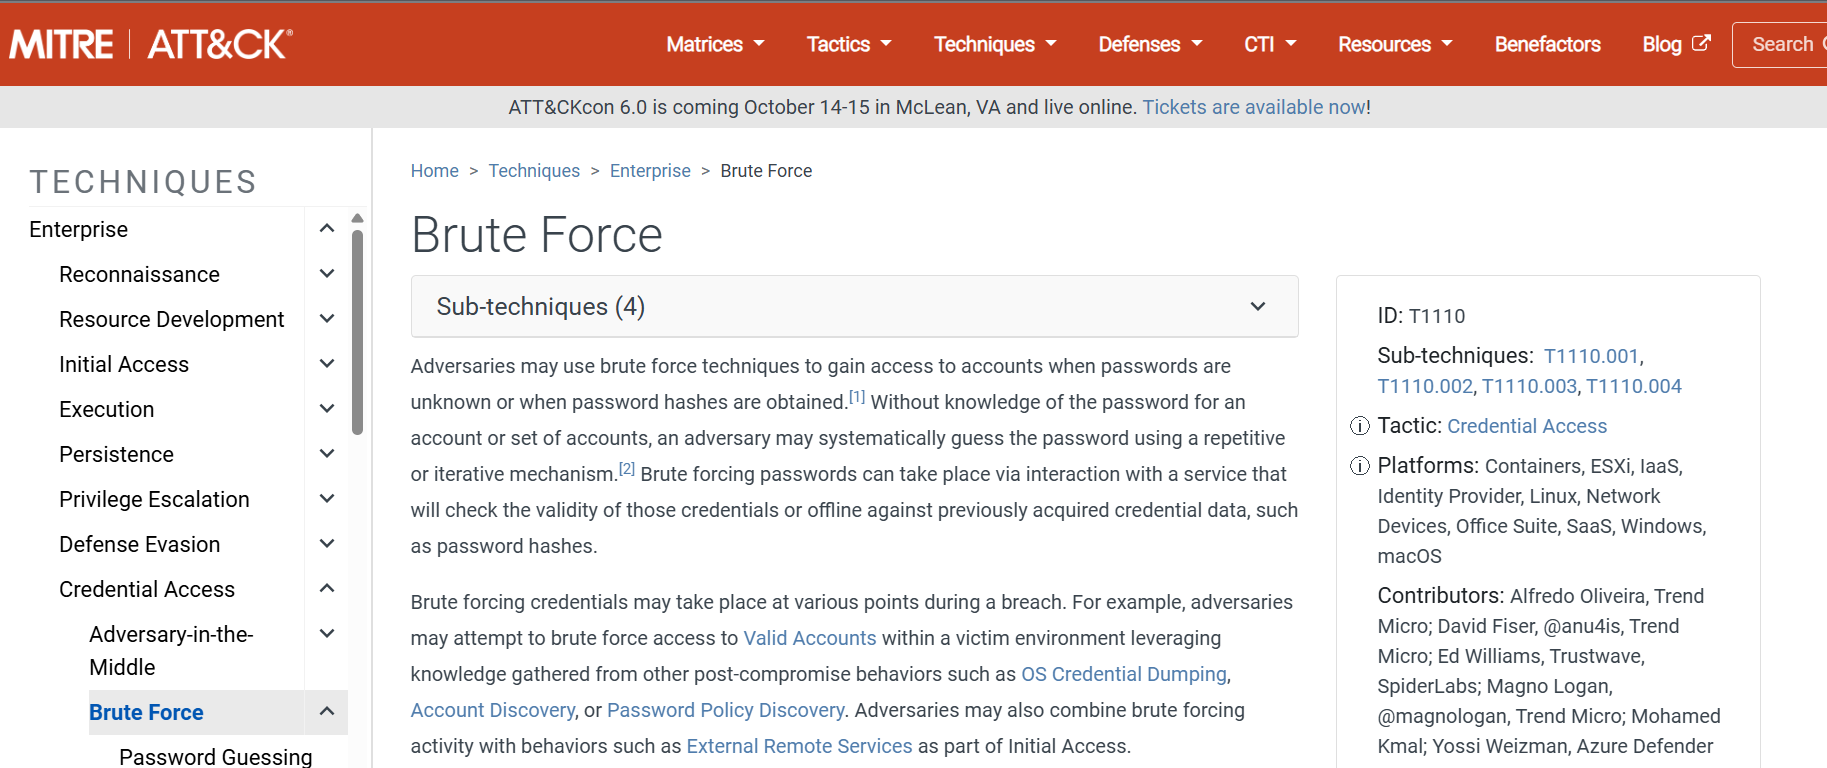 MITRE | ATT&CK®
Matrices
Tactics
Techniques
Defenses
CTI
Resources
Benefactors
Blog
Search
ATT&CKcon 6.0 is coming October 14-15 in McLean, VA and live online. Tickets are available now!
TECHNIQUES
Enterprise
Reconnaissance
Resource Development
Initial Access
Execution
Persistence
Privilege Escalation
Defense Evasion
Credential Access
Adversary-in-the-
Middle
Brute Force
Password Guessing
Home > Techniques > Enterprise > Brute Force
Brute Force
Sub-techniques (4)
Adversaries may use brute force techniques to gain access to accounts when passwords are
unknown or when password hashes are obtained.[1] Without knowledge of the password for an
account or set of accounts, an adversary may systematically guess the password using a repetitive
or iterative mechanism.[2] Brute forcing passwords can take place via interaction with a service that
will check the validity of those credentials or offline against previously acquired credential data, such
as password hashes.
Brute forcing credentials may take place at various points during a breach. For example, adversaries
may attempt to brute force access to Valid Accounts within a victim environment leveraging
knowledge gathered from other post-compromise behaviors such as OS Credential Dumping,
Account Discovery, or Password Policy Discovery. Adversaries may also combine brute forcing
activity with behaviors such as External Remote Services as part of Initial Access.
ID: T1110
Sub-techniques: T1110.001,
T1110.002, T1110.003, T1110.004
Tactic: Credential Access
Platforms: Containers, ESXi, IaaS,
Identity Provider, Linux, Network
Devices, Office Suite, SaaS, Windows,
macOS
Contributors: Alfredo Oliveira, Trend
Micro; David Fiser, @anu4is, Trend
Micro; Ed Williams, Trustwave,
SpiderLabs; Magno Logan,
@magnologan, Trend Micro; Mohamed
Kmal; Yossi Weizman, Azure Defender